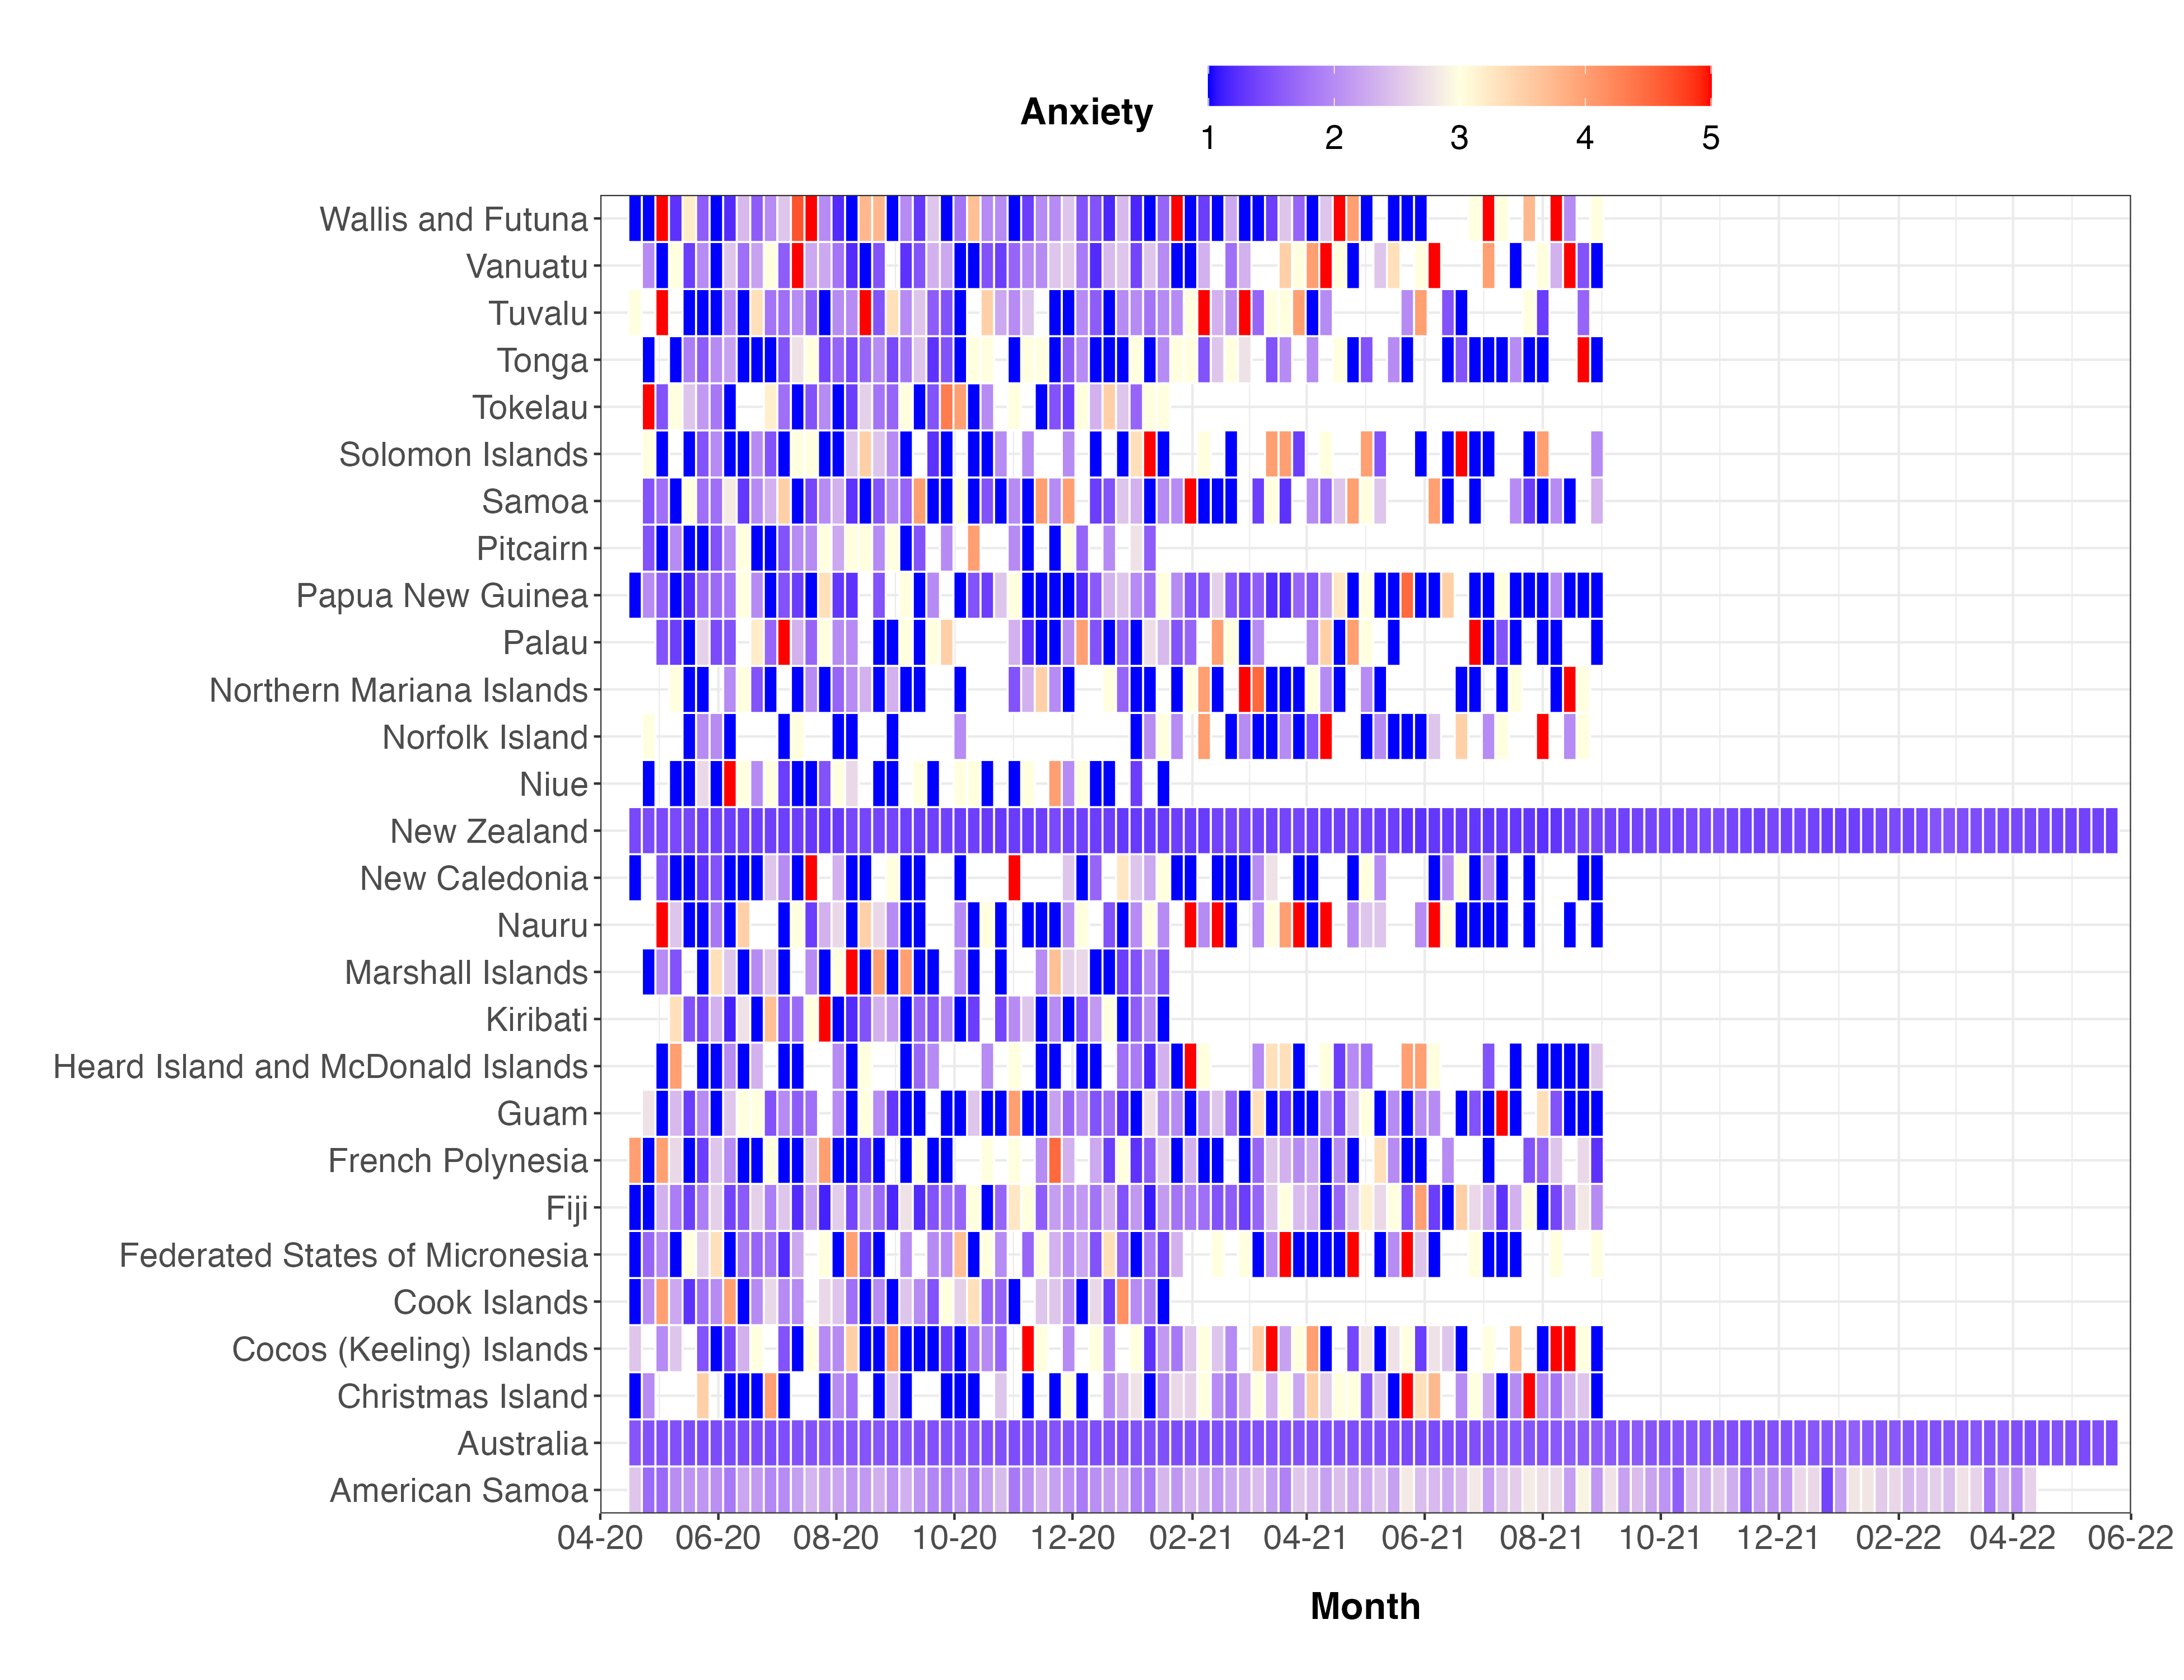 Anxiety
1 2 3 4 5
Wallis and Futuna
Vanuatu
Tuvalu
Tonga
Tokelau
Solomon Islands
Samoa
Pitcairn
Papua New Guinea
Palau
Northern Mariana Islands
Norfolk Island
Niue
New Zealand
New Caledonia
Nauru
Marshall Islands
Kiribati
Heard Island and McDonald Islands
Guam
French Polynesia
Fiji
Federated States of Micronesia
Cook Islands
Cocos (Keeling) Islands
Christmas Island
Australia
American Samoa
04-20 06-20 08-20 10-20 12-20 02-21 04-21 06-21 08-21 10-21 12-21 02-22 04-22 06-22
Month